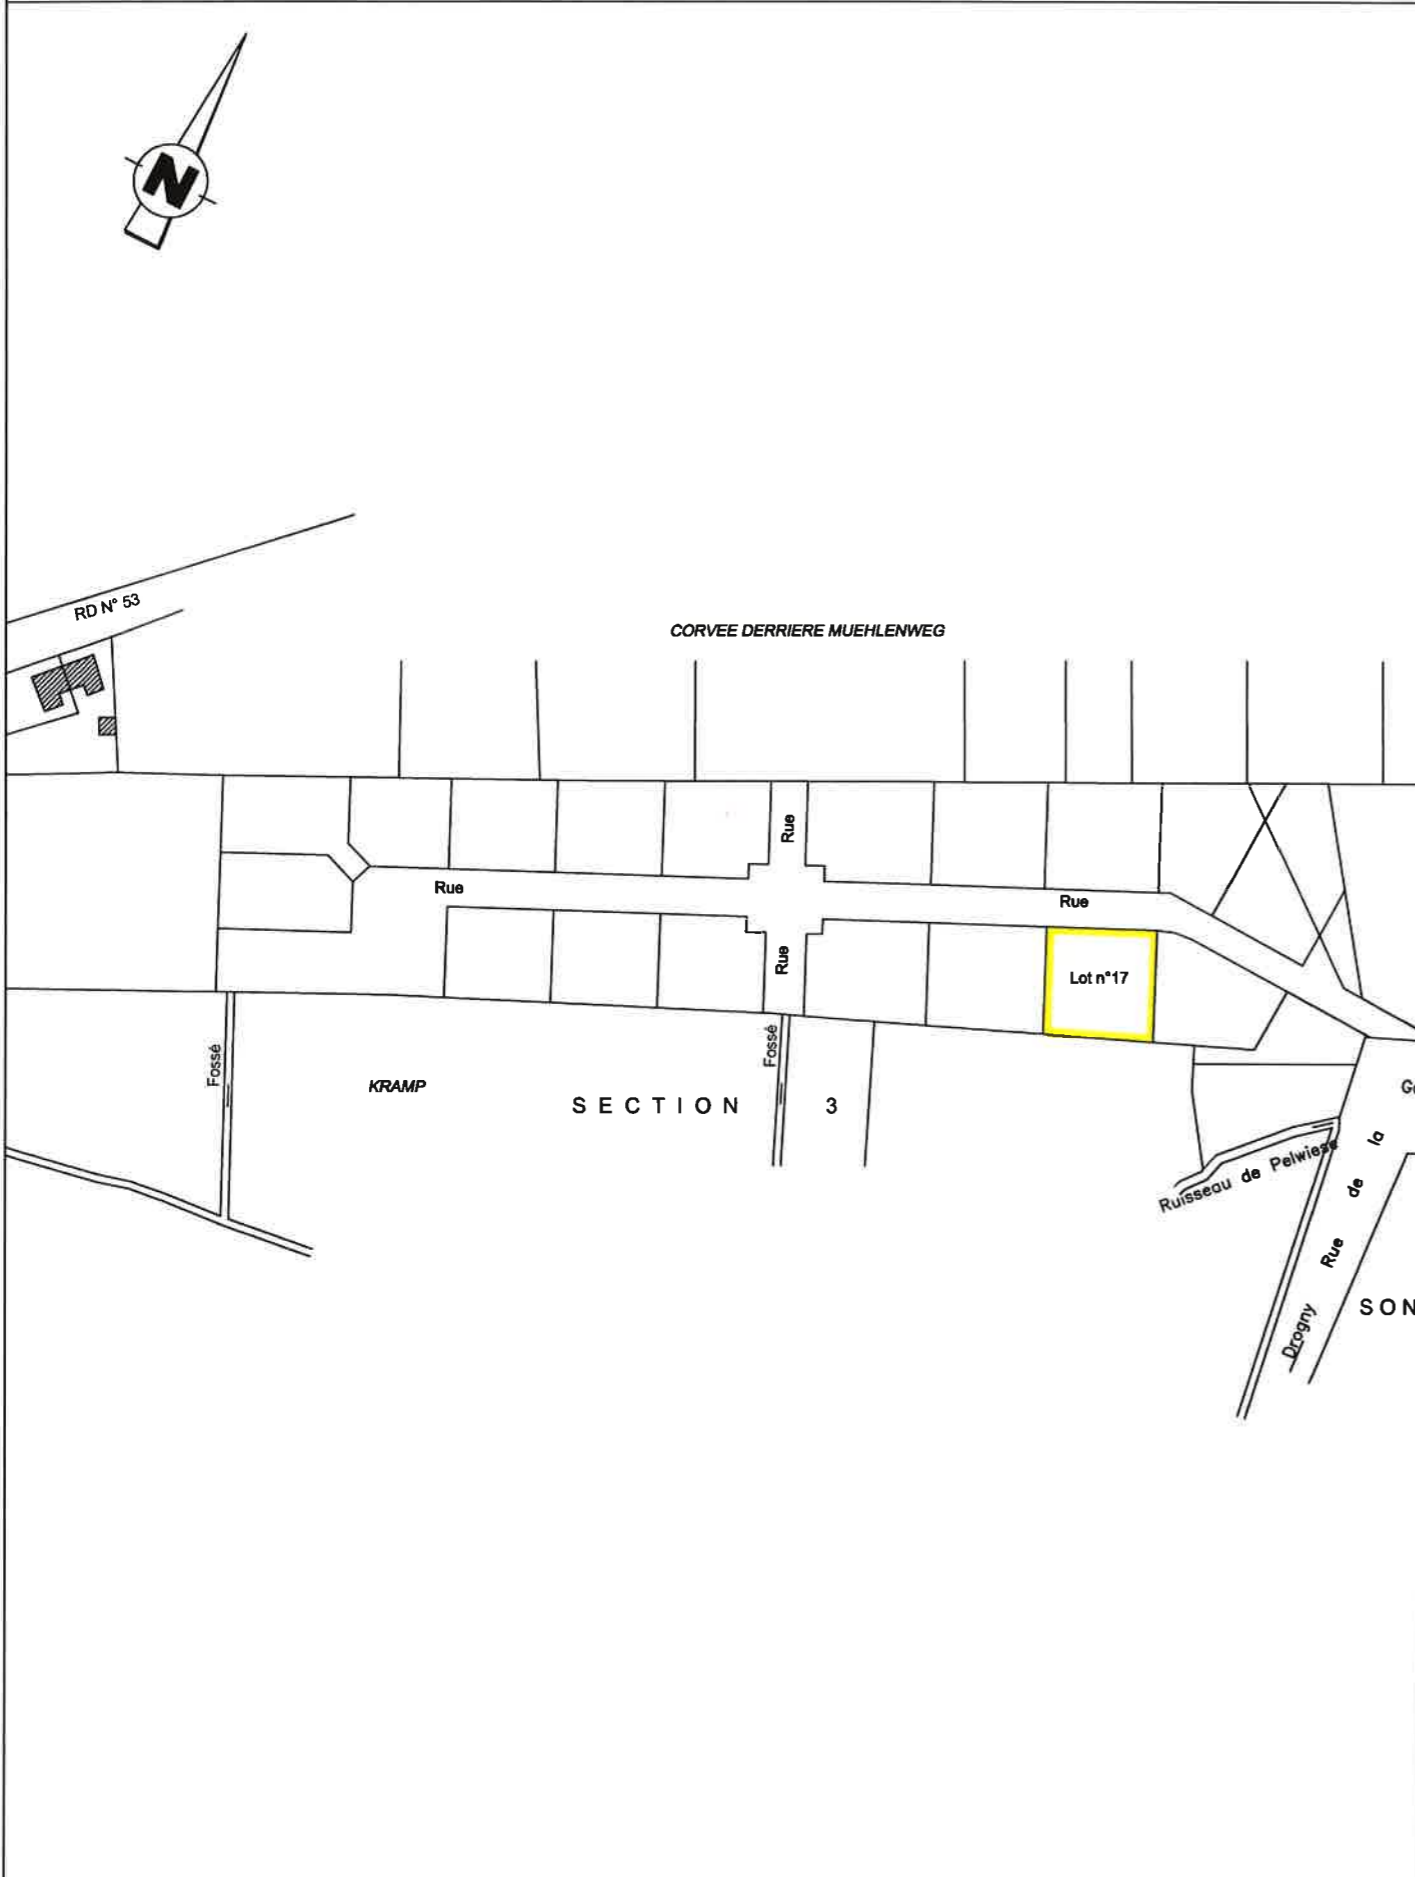 N
RD N° 53
CORVEE DERRIERE MUEHLENWEG
Rue
Rue
Rue
Rue
Lot n°17
Fossé
Fossé
KRAMP
SECTION 3
Ruisseau de Pelwiese
Rue de la
Drogny